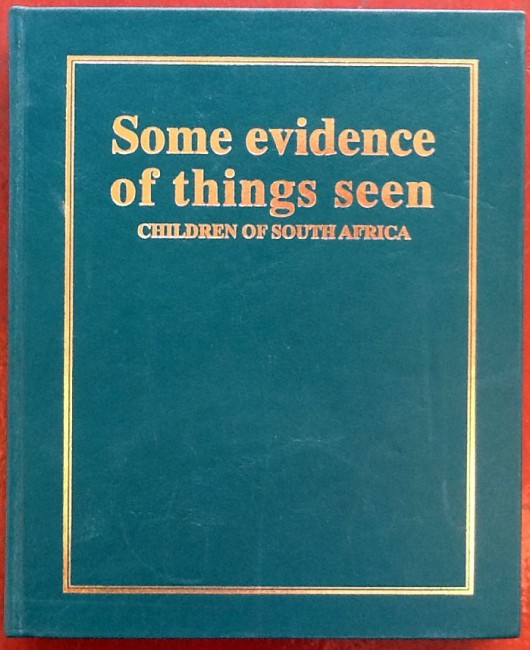 Some evidence
of things seen
CHILDREN OF SOUTH AFRICA